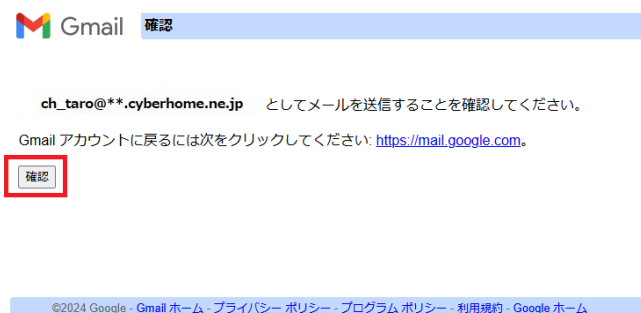 Gmail 確認
ch_taro@**.cyberhome.ne.jp としてメールを送信することを確認してください。
Gmail アカウントに戻るには次をクリックしてください: https://mail.google.com。
確認
©2024 Google - Gmail ホーム - プライバシー ポリシー - プログラム ポリシー - 利用規約 - Google ホーム